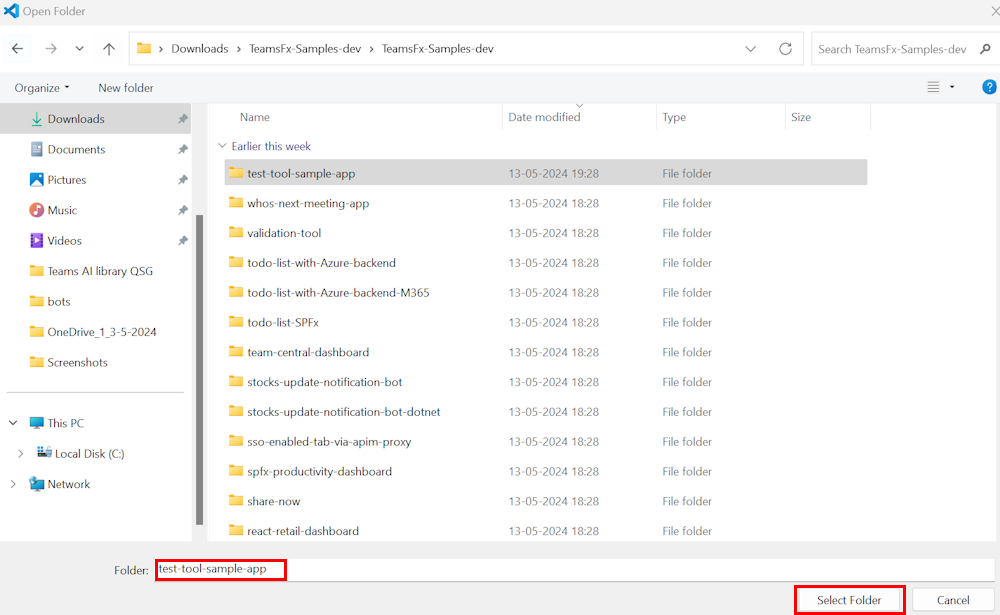 Open Folder
Downloads > TeamsFx-Samples-dev > TeamsFx-Samples-dev
Search TeamsFx-Samples-dev
Organize
New folder
?
Downloads
Documents
Pictures
Music
Videos
Teams AI library QSG
bots
OneDrive_1_3-5-2024
Screenshots
This PC
Local Disk (C:)
Network
Name Date modified Type Size
Earlier this week
test-tool-sample-app 13-05-2024 19:28 File folder
whos-next-meeting-app 13-05-2024 18:28 File folder
validation-tool 13-05-2024 18:28 File folder
todo-list-with-Azure-backend 13-05-2024 18:28 File folder
todo-list-with-Azure-backend-M365 13-05-2024 18:28 File folder
todo-list-SPFx 13-05-2024 18:28 File folder
team-central-dashboard 13-05-2024 18:28 File folder
stocks-update-notification-bot 13-05-2024 18:28 File folder
stocks-update-notification-bot-dotnet 13-05-2024 18:28 File folder
sso-enabled-tab-via-apim-proxy 13-05-2024 18:28 File folder
spfx-productivity-dashboard 13-05-2024 18:28 File folder
share-now 13-05-2024 18:28 File folder
react-retail-dashboard 13-05-2024 18:28 File folder
Folder: test-tool-sample-app
Select Folder Cancel